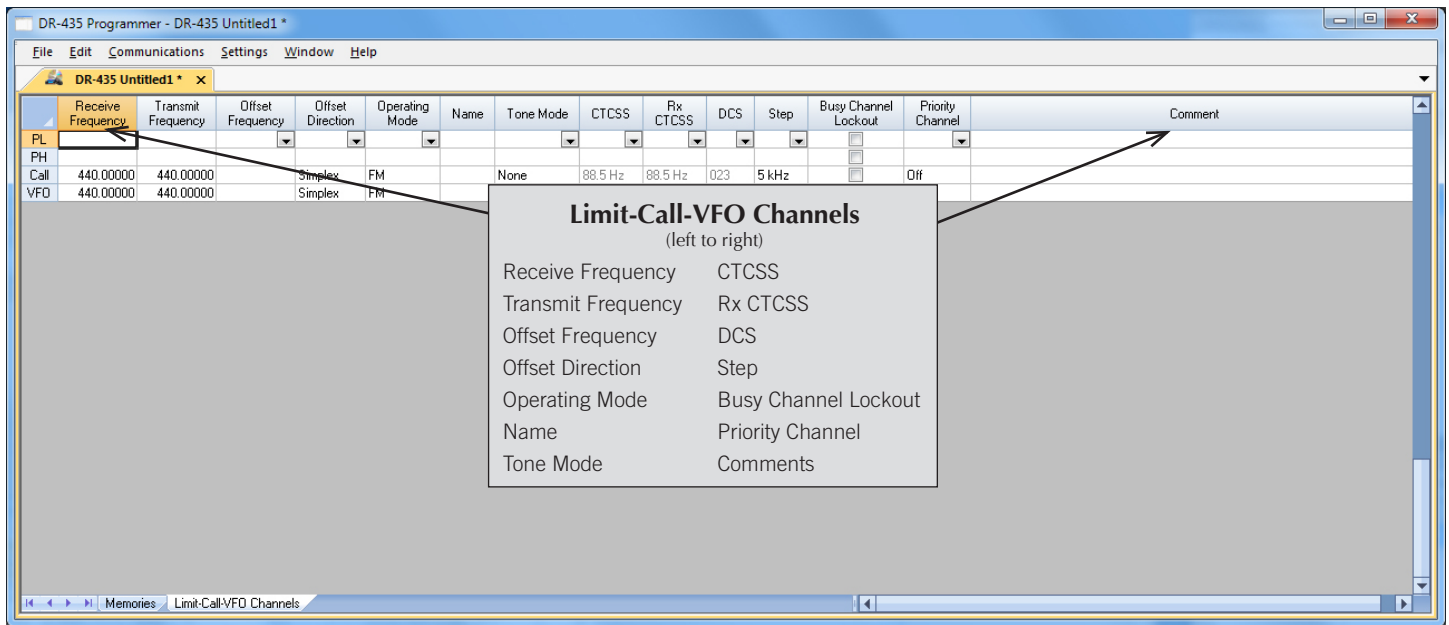 DR-435 Programmer - DR-435 Untitled1 *
File Edit Communications Settings Window Help
DR-435 Untitled1 * X
Receive Frequency Transmit Frequency Offset Frequency Offset Direction Operating Mode Name Tone Mode CTCSS Rx CTCSS DCS Step Busy Channel Lockout Priority Channel Comment
PL
PH
Call 440.00000 440.00000 Simplex FM None 88.5 Hz 88.5 Hz 023 5 kHz Off
VFO 440.00000 440.00000 Simplex FM
Limit-Call-VFO Channels
(left to right)
Receive Frequency CTCSS
Transmit Frequency Rx CTCSS
Offset Frequency DCS
Offset Direction Step
Operating Mode Busy Channel Lockout
Name Priority Channel
Tone Mode Comments
Memories Limit-Call-VFO Channels